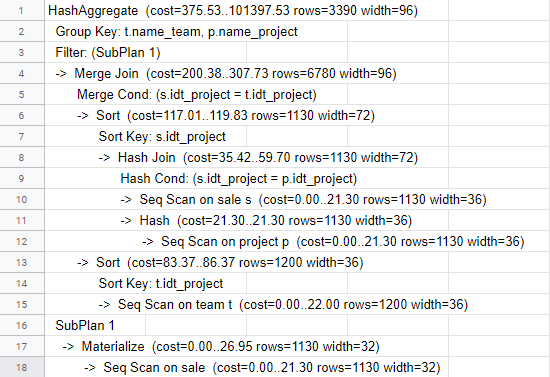 1 HashAggregate (cost=375.53..101397.53 rows=3390 width=96)
2 Group Key: t.name_team, p.name_project
3 Filter: (SubPlan 1)
4 -> Merge Join (cost=200.38..307.73 rows=6780 width=96)
5 Merge Cond: (s.idt_project = t.idt_project)
6 -> Sort (cost=117.01..119.83 rows=1130 width=72)
7 Sort Key: s.idt_project
8 -> Hash Join (cost=35.42..59.70 rows=1130 width=72)
9 Hash Cond: (s.idt_project = p.idt_project)
10 -> Seq Scan on sale s (cost=0.00..21.30 rows=1130 width=36)
11 -> Hash (cost=21.30..21.30 rows=1130 width=36)
12 -> Seq Scan on project p (cost=0.00..21.30 rows=1130 width=36)
13 -> Sort (cost=83.37..86.37 rows=1200 width=36)
14 Sort Key: t.idt_project
15 -> Seq Scan on team t (cost=0.00..22.00 rows=1200 width=36)
16 SubPlan 1
17 -> Materialize (cost=0.00..26.95 rows=1130 width=32)
18 -> Seq Scan on sale (cost=0.00..21.30 rows=1130 width=32)